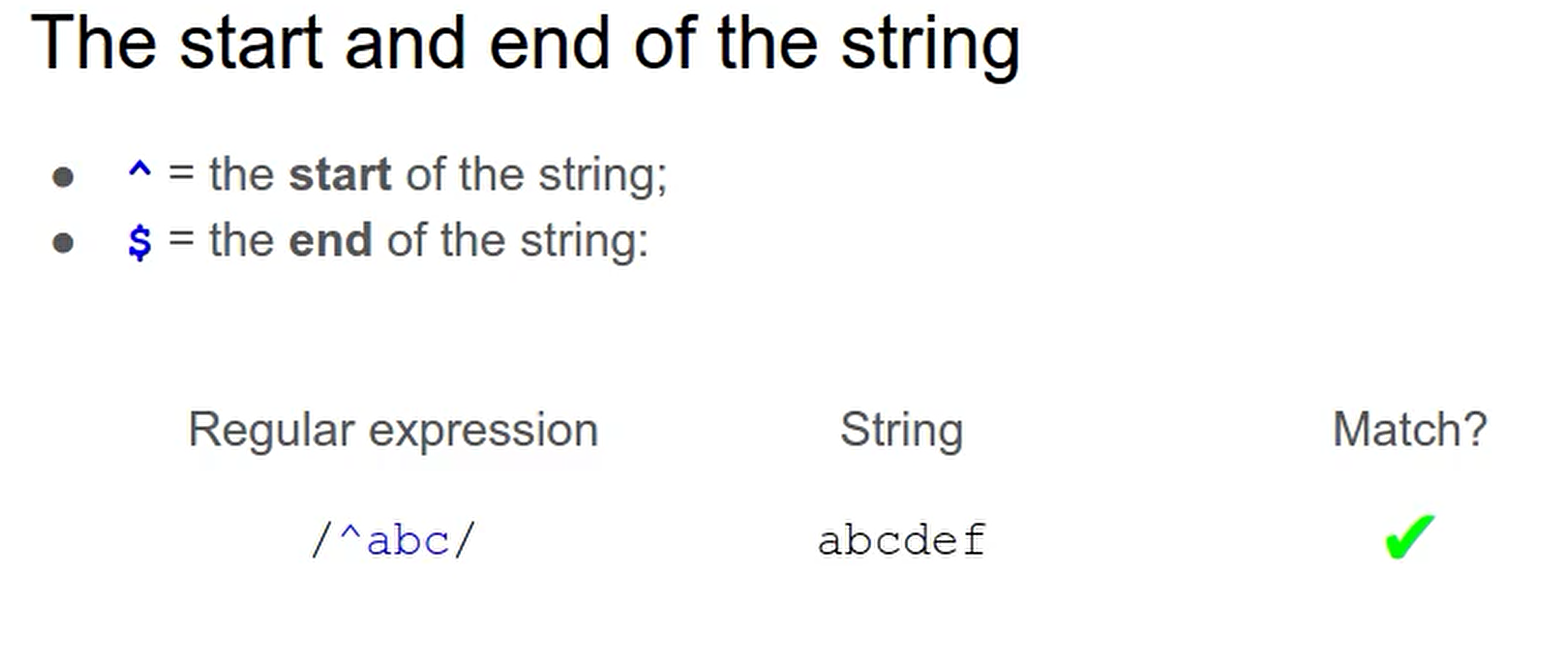 The start and end of the string
● ^ = the start of the string;
● $ = the end of the string:
Regular expression String Match?
/^abc/ abcdef ✔